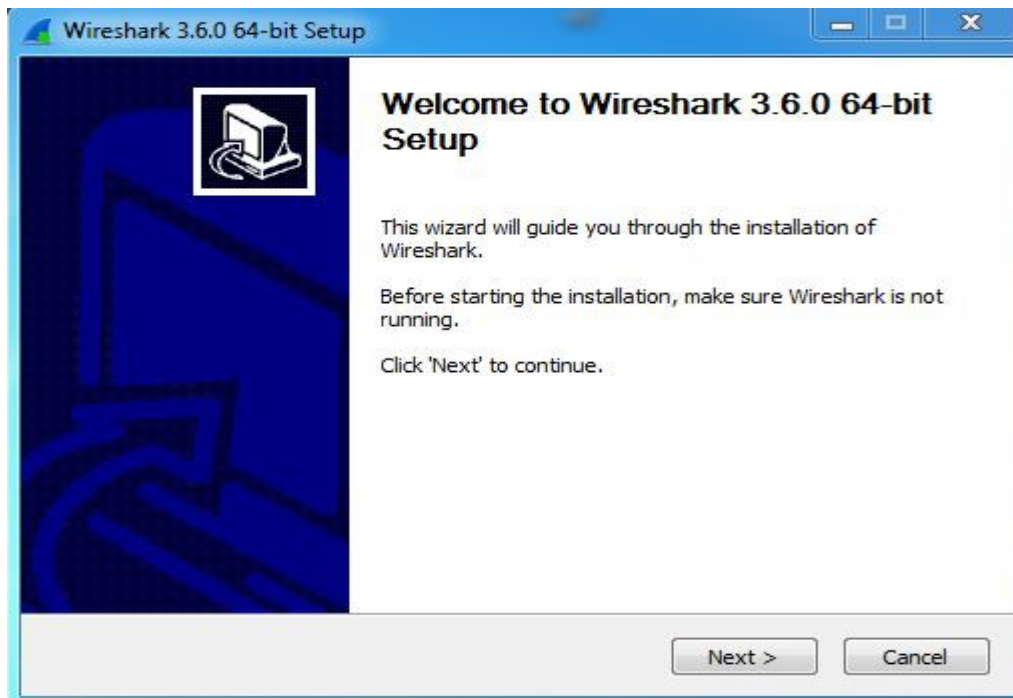 Wireshark 3.6.0 64-bit Setup
Welcome to Wireshark 3.6.0 64-bit
Setup
This wizard will guide you through the installation of
Wireshark.
Before starting the installation, make sure Wireshark is not
running.
Click 'Next' to continue.
Next >
Cancel